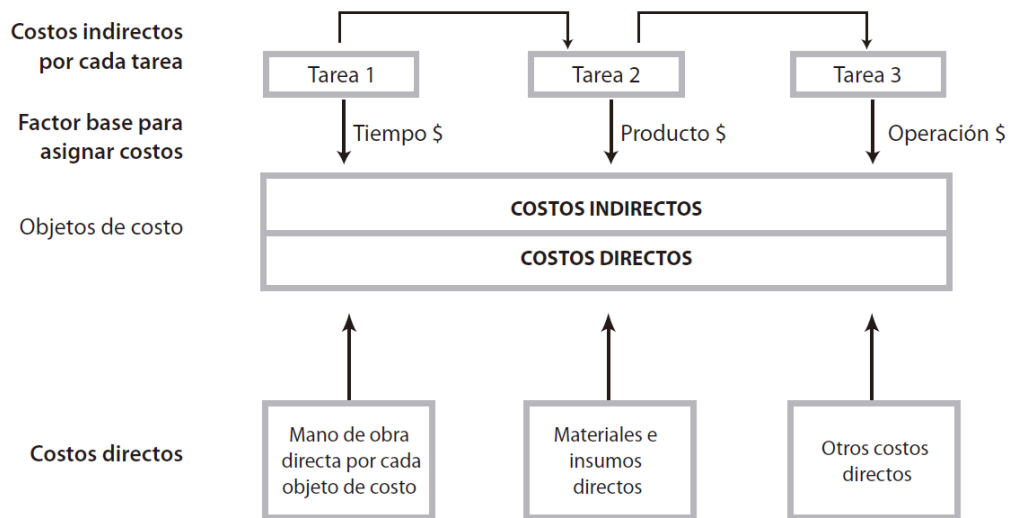 Costos indirectos
por cada tarea
Tarea 1
Tarea 2
Tarea 3
Factor base para
asignar costos
Tiempo $
Producto $
Operación $
Objetos de costo
COSTOS INDIRECTOS
COSTOS DIRECTOS
Costos directos
Mano de obra
directa por cada
objeto de costo
Materiales e
insumos
directos
Otros costos
directos